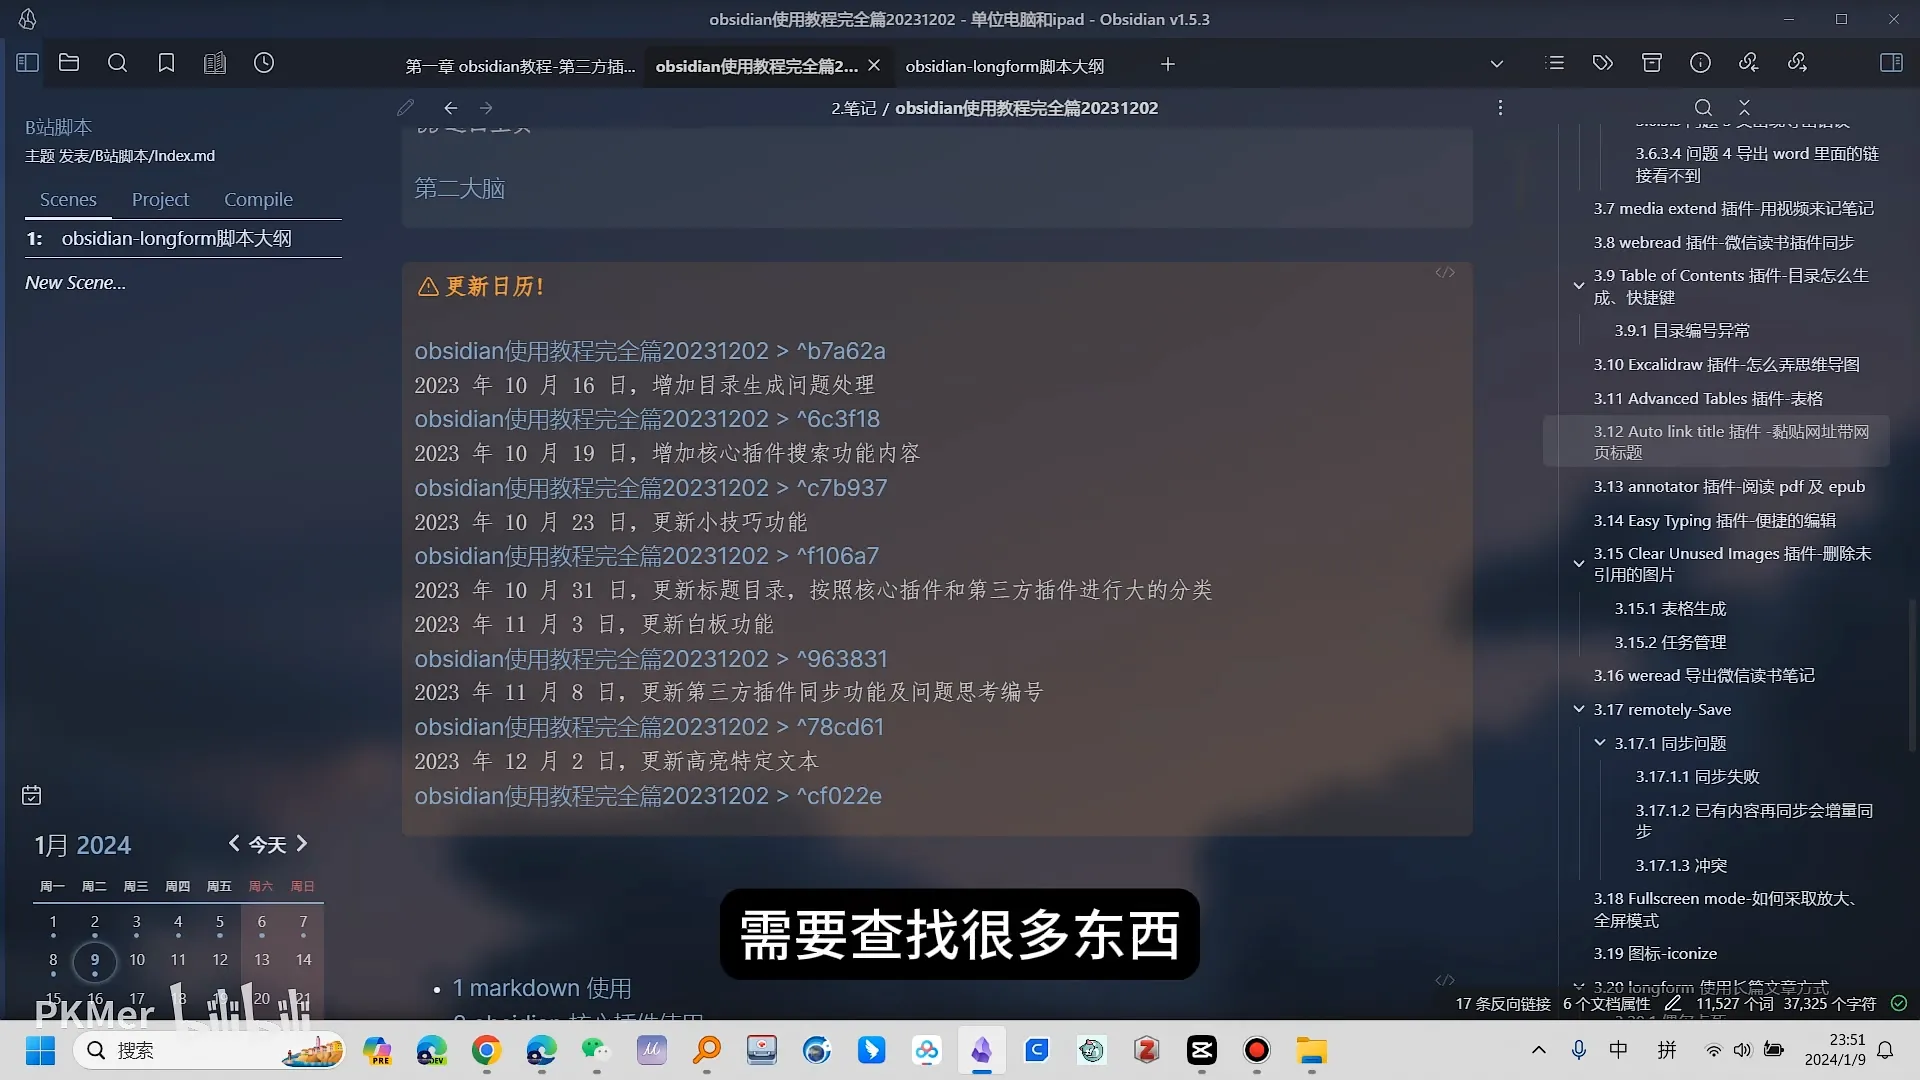 obsidian使用教程完全篇20231202 - 单位电脑和ipad - Obsidian v1.5.3
第一章 obsidian教程-第三方插...
obsidian使用教程完全篇2...
obsidian-longform脚本大纲
2.笔记 / obsidian使用教程完全篇20231202
B站脚本
主题 发表/B站脚本/Index.md
Scenes
Project
Compile
1: obsidian-longform脚本大纲
New Scene...
第二大脑
更新日历!
obsidian使用教程完全篇20231202 > ^b7a62a
2023 年 10 月 16 日，增加目录生成问题处理
obsidian使用教程完全篇20231202 > ^6c3f18
2023 年 10 月 19 日，增加核心插件搜索功能内容
obsidian使用教程完全篇20231202 > ^c7b937
2023 年 10 月 23 日，更新小技巧功能
obsidian使用教程完全篇20231202 > ^f106a7
2023 年 10 月 31 日，更新标题目录，按照核心插件和第三方插件进行大的分类
2023 年 11 月 3 日，更新白板功能
obsidian使用教程完全篇20231202 > ^963831
2023 年 11 月 8 日，更新第三方插件同步功能及问题思考编号
obsidian使用教程完全篇20231202 > ^78cd61
2023 年 12 月 2 日，更新高亮特定文本
obsidian使用教程完全篇20231202 > ^cf022e
1 markdown 使用
需要查找很多东西
3.6.3.4 问题 4 导出 word 里面的链
接看不到
3.7 media extend 插件-用视频来记笔记
3.8 webread 插件-微信读书插件同步
3.9 Table of Contents 插件-目录怎么生
成、快捷键
3.9.1 目录编号异常
3.10 Excalidraw 插件-怎么弄思维导图
3.11 Advanced Tables 插件-表格
3.12 Auto link title 插件 -黏贴网址带网
页标题
3.13 annotator 插件-阅读 pdf 及 epub
3.14 Easy Typing 插件-便捷的编辑
3.15 Clear Unused Images 插件-删除未
引用的图片
3.15.1 表格生成
3.15.2 任务管理
3.16 weread 导出微信读书笔记
3.17 remotely-Save
3.17.1 同步问题
3.17.1.1 同步失败
3.17.1.2 已有内容再同步会增量同
步
3.17.1.3 冲突
3.18 Fullscreen mode-如何采取放大、
全屏模式
3.19 图标-iconize
3.20 longform 使用长篇文章方式
1月 2024
今天
周一 周二 周三 周四 周五 周六 周日
1 2 3 4 5 6 7
8 9 10 11 12 13 14
15 16 17 18 19 20 21
PKMer
bilibili
17 条反向链接 6 个文档属性 11,527 个词 37,325 个字符
搜索
PRE
DEV
中
拼
23:51
2024/1/9